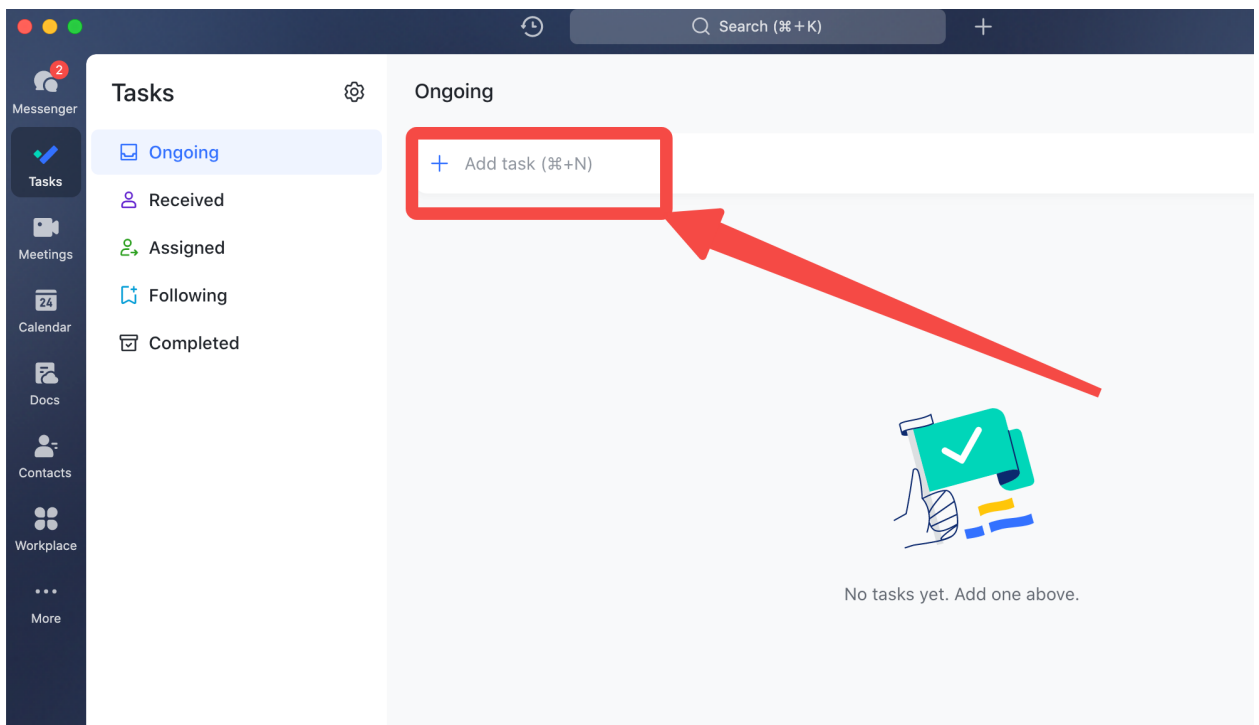 Search (⌘+K)
2
Messenger
Tasks
Meetings
24
Calendar
Docs
Contacts
Workplace
More
Tasks
Ongoing
Received
Assigned
Following
Completed
Ongoing
Add task (⌘+N)
No tasks yet. Add one above.